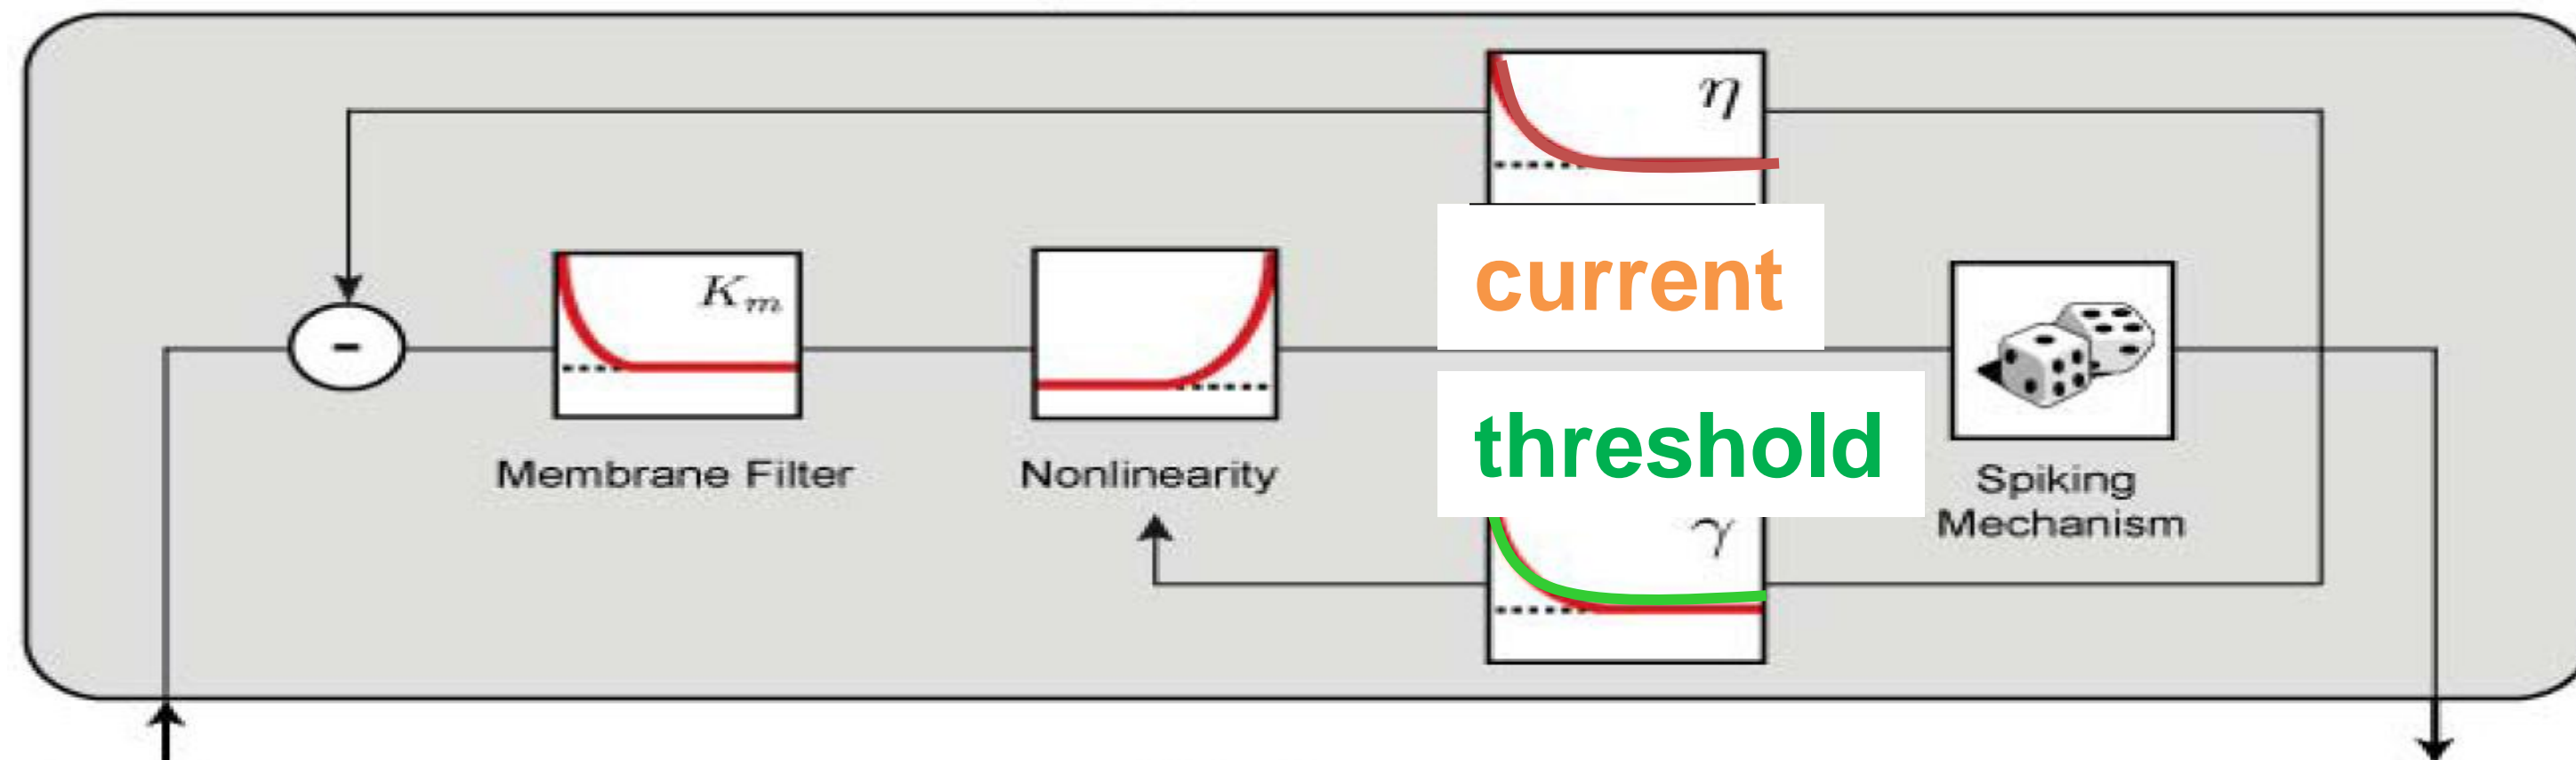 η
current
-
K_m
threshold
Membrane Filter
Nonlinearity
Spiking
Mechanism
γ